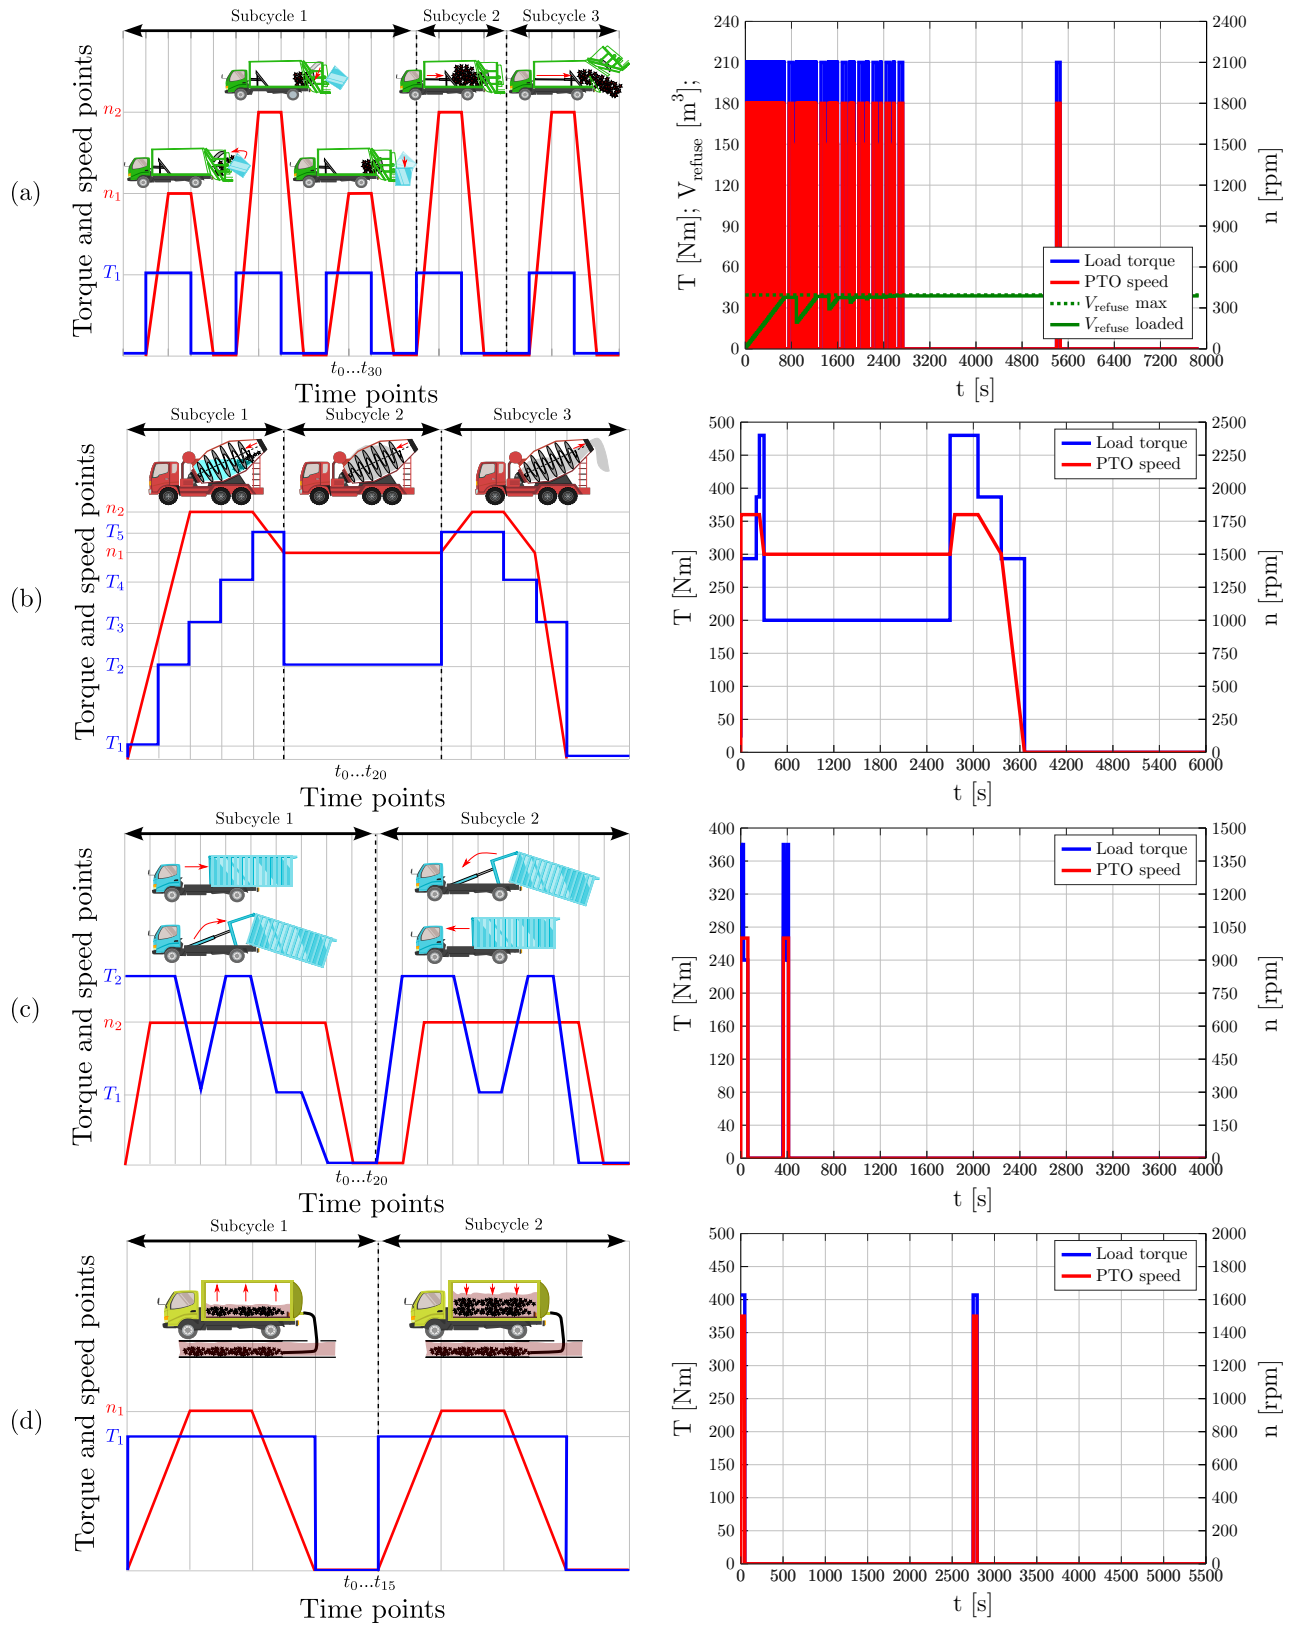 (a)
Torque and speed points
Subcycle 1 Subcycle 2 Subcycle 3
n₂
n₁
T₁
t₀...t₃₀
Time points
T [Nm]; V_refuse [m³];
240
210
180
150
120
90
60
30
0
2400
2100
1800
1500
1200
900
600
300
0
n [rpm]
Load torque
PTO speed
V_refuse max
V_refuse loaded
0 800 1600 2400 3200 4000 4800 5600 6400 7200 8000
t [s]
(b)
Torque and speed points
Subcycle 1 Subcycle 2 Subcycle 3
n₂
T₅
n₁
T₄
T₃
T₂
T₁
t₀...t₂₀
Time points
T [Nm]
500
450
400
350
300
250
200
150
100
50
0
2500
2250
2000
1750
1500
1250
1000
750
500
250
0
n [rpm]
Load torque
PTO speed
0 600 1200 1800 2400 3000 3600 4200 4800 5400 6000
t [s]
(c)
Torque and speed points
Subcycle 1 Subcycle 2
T₂
n₂
T₁
t₀...t₂₀
Time points
T [Nm]
400
360
320
280
240
200
160
120
80
40
0
1500
1350
1200
1050
900
750
600
450
300
150
0
n [rpm]
Load torque
PTO speed
0 400 800 1200 1600 2000 2400 2800 3200 3600 4000
t [s]
(d)
Torque and speed points
Subcycle 1 Subcycle 2
n₁
T₁
t₀...t₁₅
Time points
T [Nm]
500
450
400
350
300
250
200
150
100
50
0
2000
1800
1600
1400
1200
1000
800
600
400
200
0
n [rpm]
Load torque
PTO speed
0 500 1000 1500 2000 2500 3000 3500 4000 4500 5000 5500
t [s]